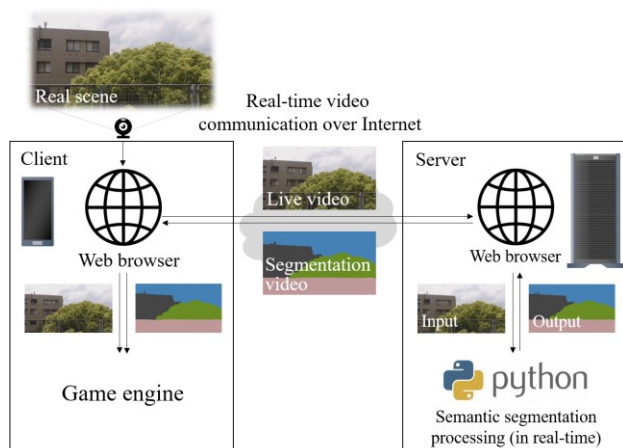 Real scene
Real-time video
communication over Internet
Client
Server
Live video
Web browser
Web browser
Segmentation
video
Input
Output
Game engine
python
Semantic segmentation
processing (in real-time)